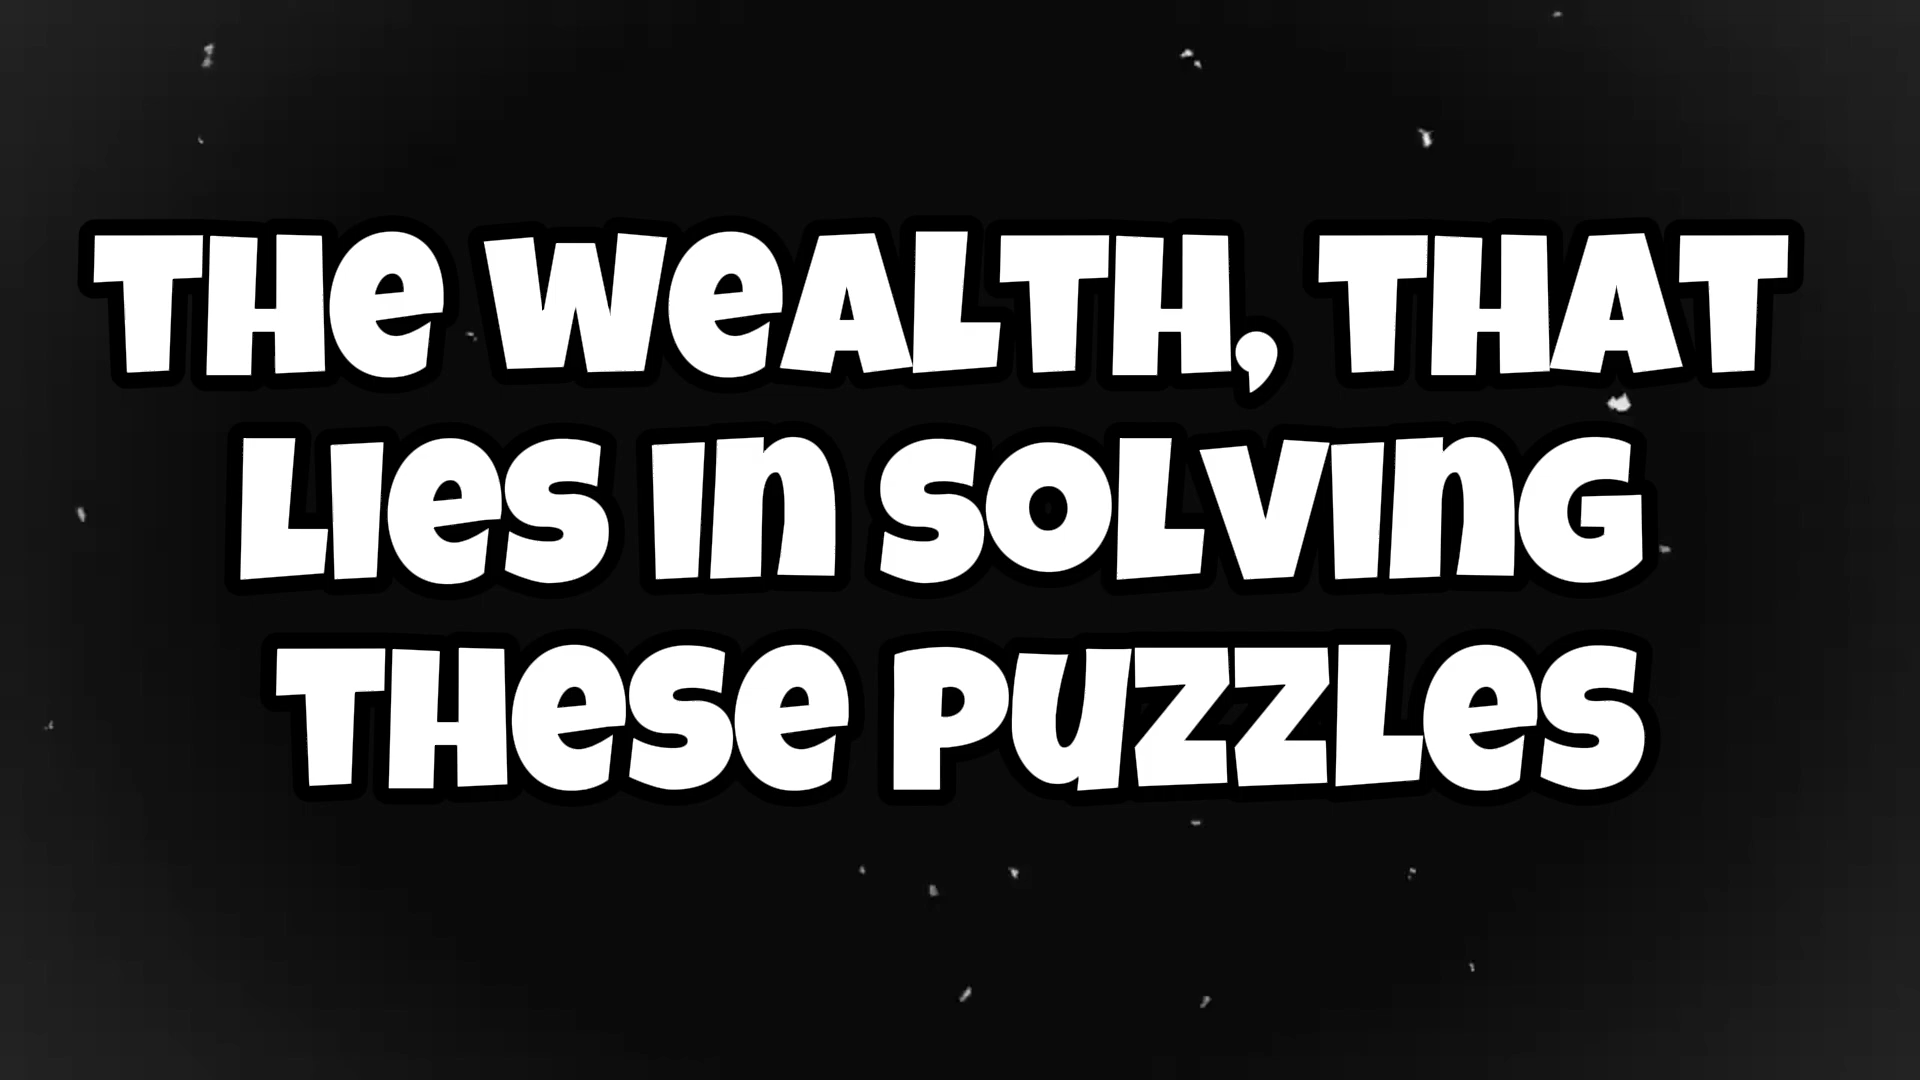 THE WEALTH, THAT
LIES IN SOLVING
THESE PUZZLES